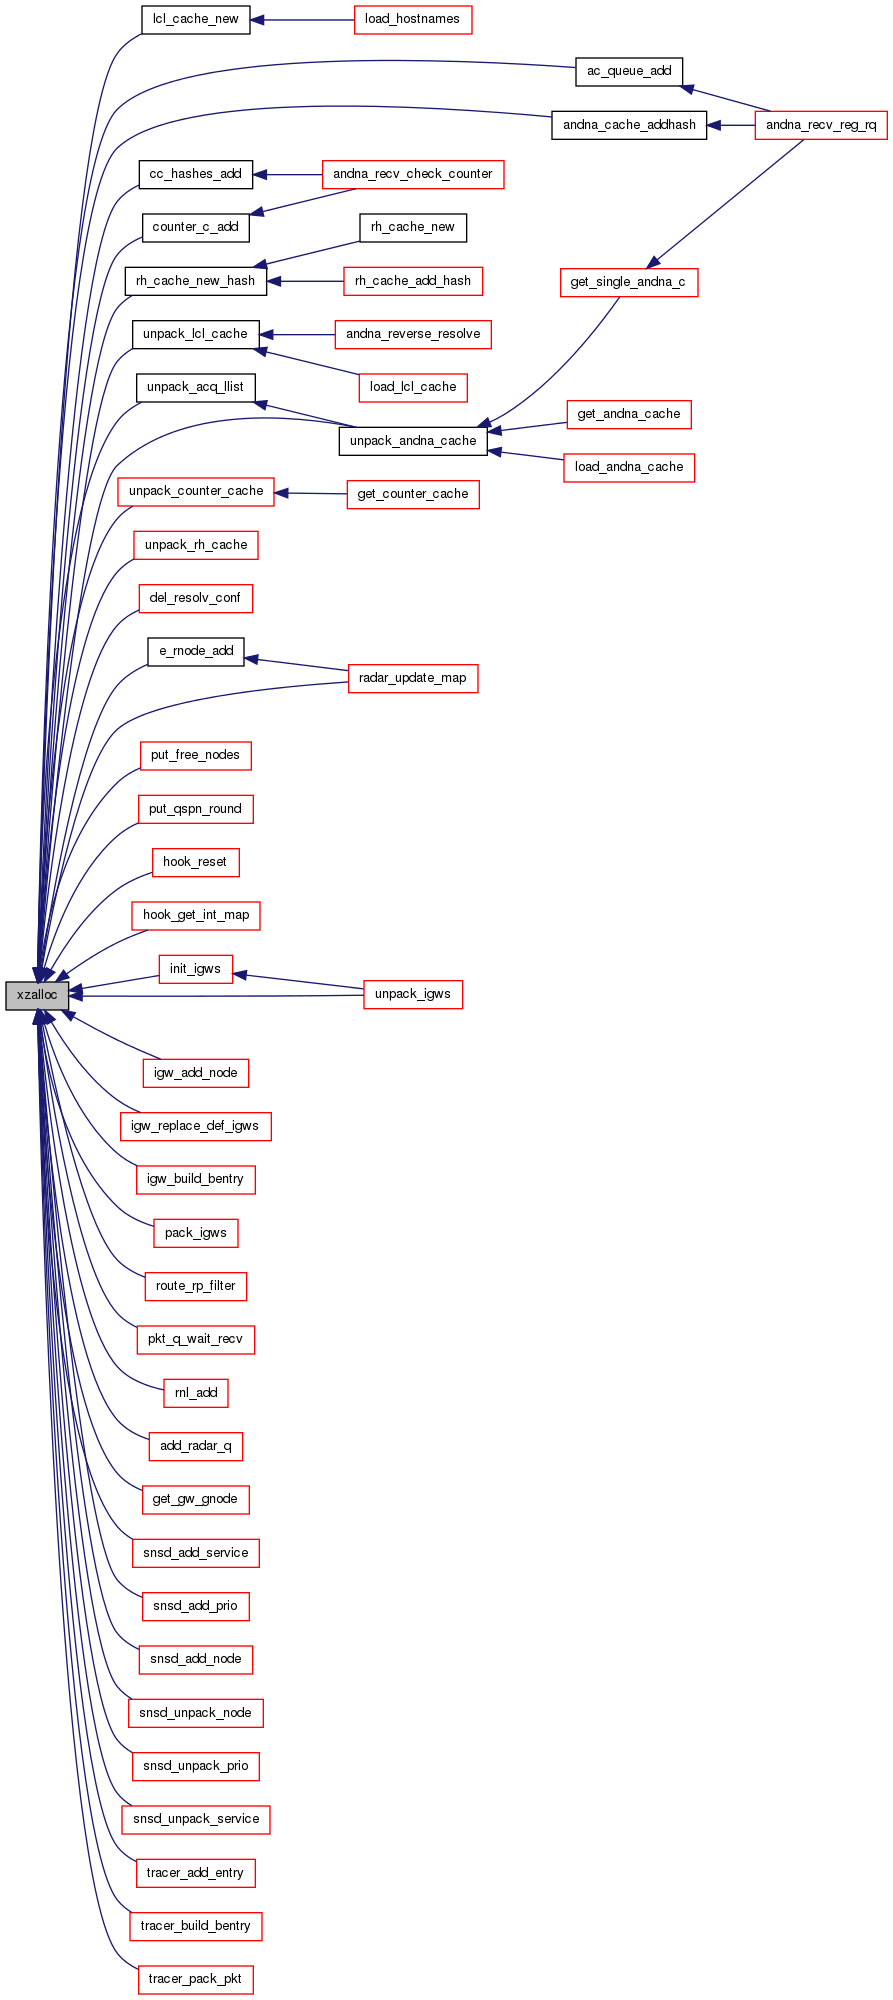 lcl_cache_new
load_hostnames
ac_queue_add
andna_cache_addhash
andna_recv_reg_rq
cc_hashes_add
andna_recv_check_counter
counter_c_add
rh_cache_new
rh_cache_new_hash
rh_cache_add_hash
get_single_andna_c
unpack_lcl_cache
andna_reverse_resolve
load_lcl_cache
unpack_acq_llist
get_andna_cache
unpack_andna_cache
load_andna_cache
unpack_counter_cache
get_counter_cache
unpack_rh_cache
del_resolv_conf
e_rnode_add
radar_update_map
put_free_nodes
put_qspn_round
hook_reset
hook_get_int_map
init_igws
xzalloc
unpack_igws
igw_add_node
igw_replace_def_igws
igw_build_bentry
pack_igws
route_rp_filter
pkt_q_wait_recv
rnl_add
add_radar_q
get_gw_gnode
snsd_add_service
snsd_add_prio
snsd_add_node
snsd_unpack_node
snsd_unpack_prio
snsd_unpack_service
tracer_add_entry
tracer_build_bentry
tracer_pack_pkt